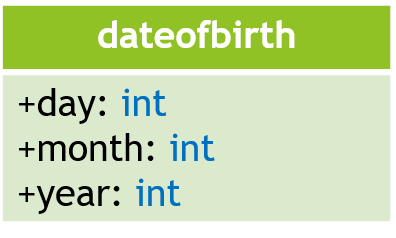 dateofbirth
+day: int
+month: int
+year: int